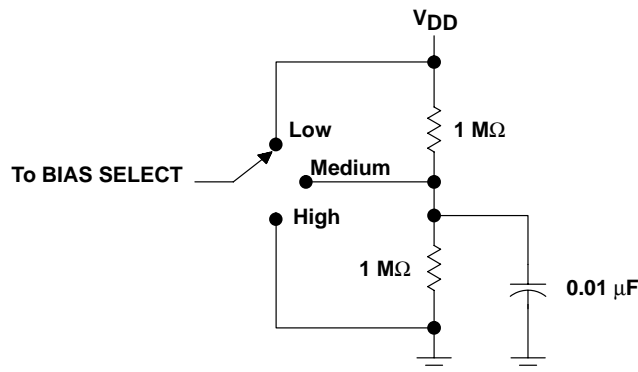 VDD
Low
1 MΩ
To BIAS SELECT
Medium
High
1 MΩ
0.01 μF